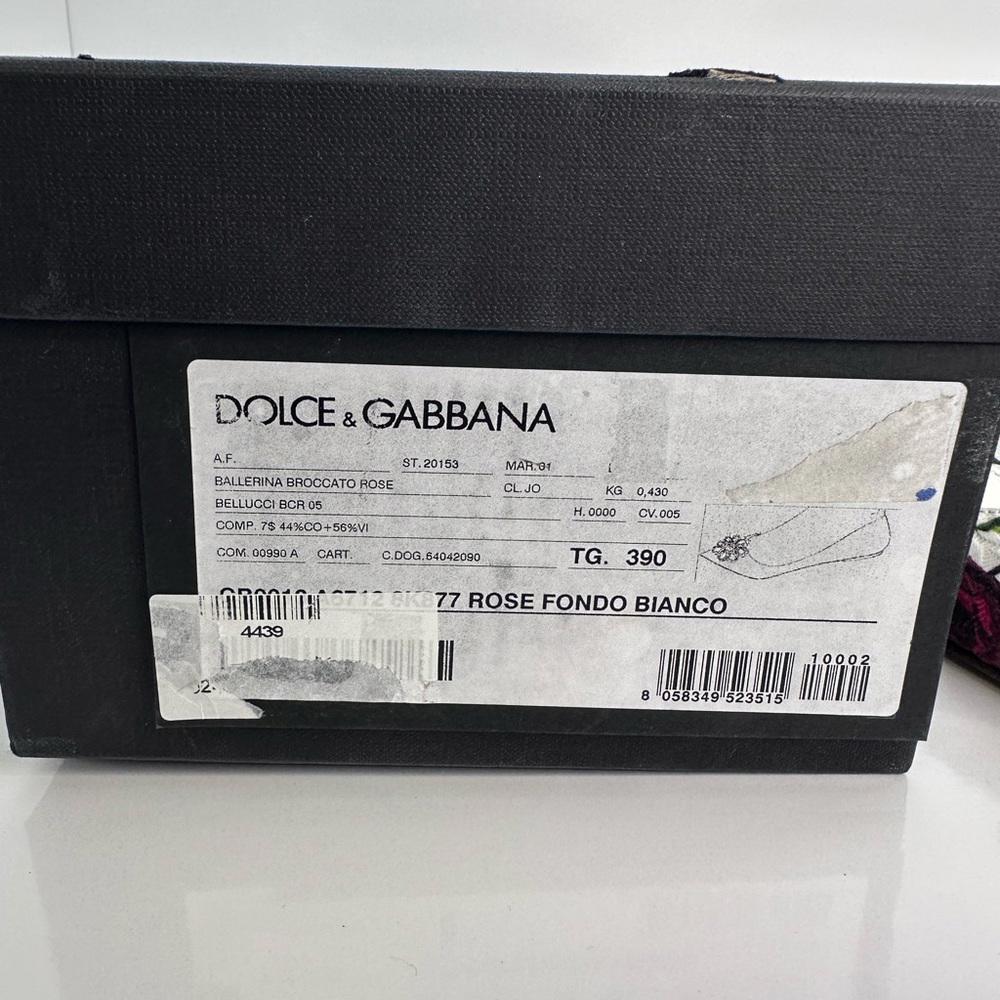 DOLCE & GABBANA
A.F. ST. 20153 MAR. 01
BALLERINA BROCCATO ROSE CL. JO KG 0,430
BELLUCCI BCR 05 H. 0000 CV. 005
COMP. 7$ 44%CO+56%VI
COM. 00990 A CART. C.DOG.64042090 TG. 390
77 ROSE FONDO BIANCO
4439
10002
8 058349 523515